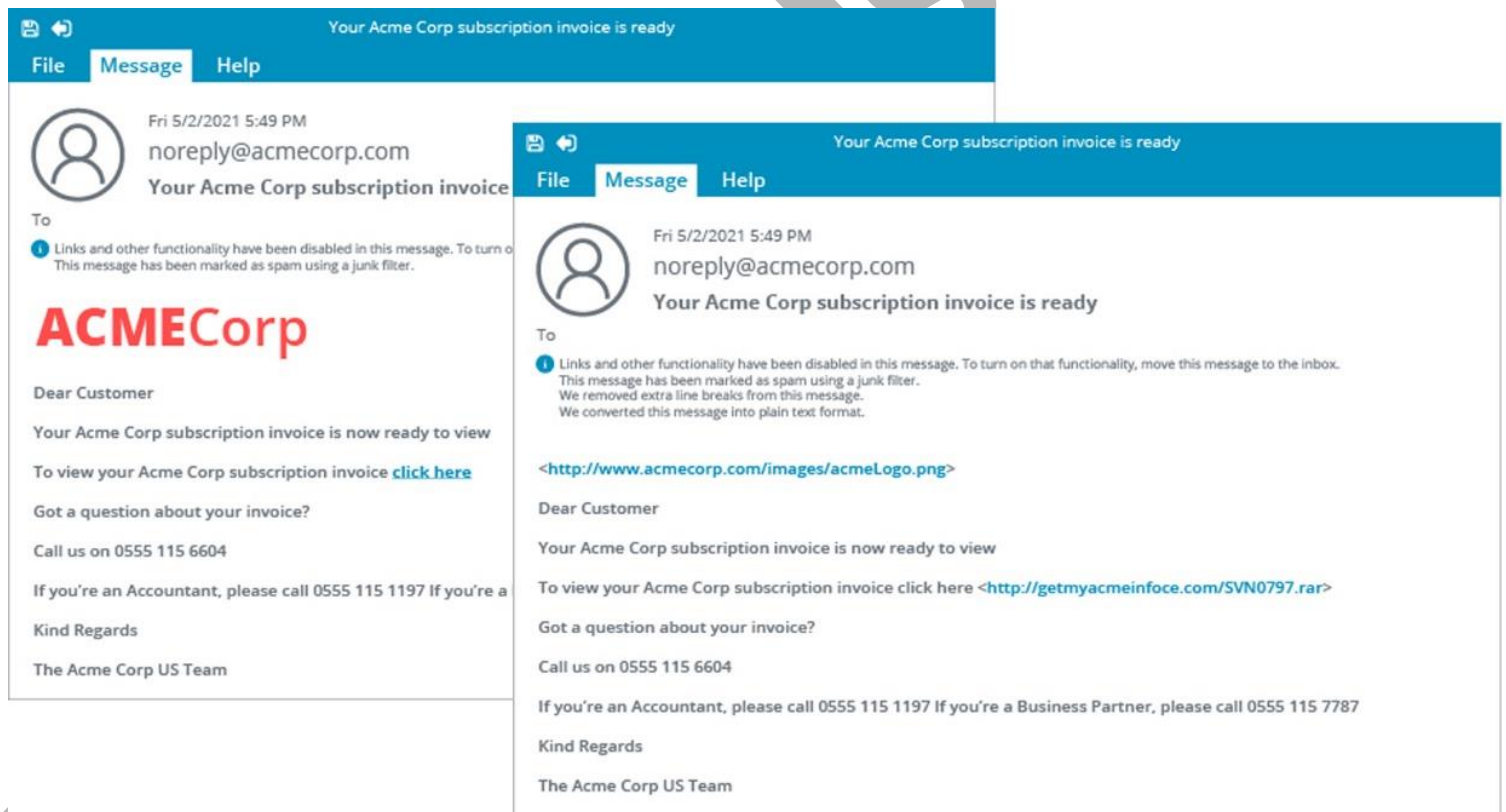 Your Acme Corp subscription invoice is ready
File Message Help
Fri 5/2/2021 5:49 PM
noreply@acmecorp.com
Your Acme Corp subscription invoice
To
Links and other functionality have been disabled in this message. To turn o
This message has been marked as spam using a junk filter.
ACMECorp
Dear Customer
Your Acme Corp subscription invoice is now ready to view
To view your Acme Corp subscription invoice click here
Got a question about your invoice?
Call us on 0555 115 6604
If you're an Accountant, please call 0555 115 1197 If you're a
Kind Regards
The Acme Corp US Team
Your Acme Corp subscription invoice is ready
File Message Help
Fri 5/2/2021 5:49 PM
noreply@acmecorp.com
Your Acme Corp subscription invoice is ready
To
Links and other functionality have been disabled in this message. To turn on that functionality, move this message to the inbox.
This message has been marked as spam using a junk filter.
We removed extra line breaks from this message.
We converted this message into plain text format.
<http://www.acmecorp.com/images/acmeLogo.png>
Dear Customer
Your Acme Corp subscription invoice is now ready to view
To view your Acme Corp subscription invoice click here <http://getmyacmeinfoce.com/SVN0797.rar>
Got a question about your invoice?
Call us on 0555 115 6604
If you're an Accountant, please call 0555 115 1197 If you're a Business Partner, please call 0555 115 7787
Kind Regards
The Acme Corp US Team